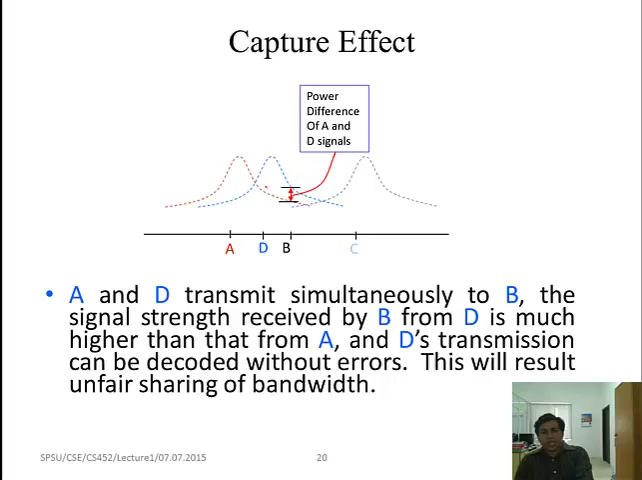 Capture Effect
Power
Difference
Of A and
D signals
A D B C
• A and D transmit simultaneously to B, the
signal strength received by B from D is much
higher than that from A, and D's transmission
can be decoded without errors. This will result
unfair sharing of bandwidth.
SPSU/CSE/CS452/Lecture1/07.07.2015 20